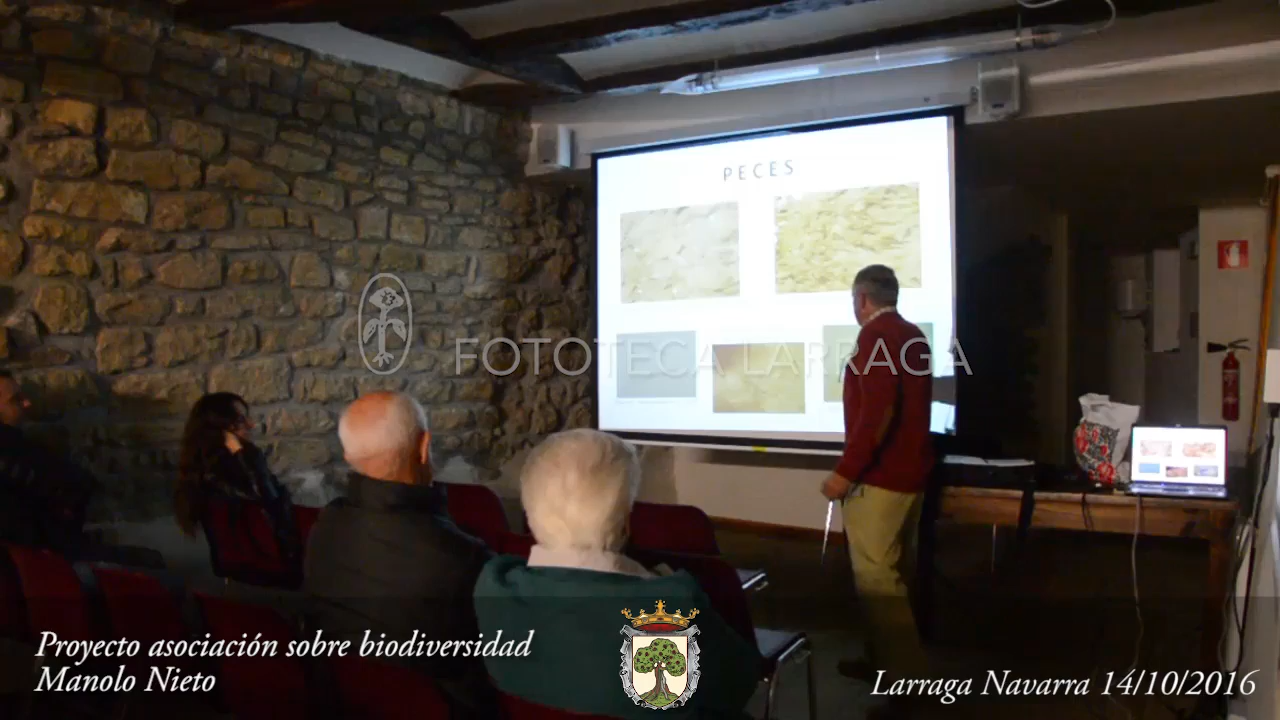 PECES
FOTOTECA LARRAGA
Proyecto asociación sobre biodiversidad
Manolo Nieto
Larraga Navarra 14/10/2016